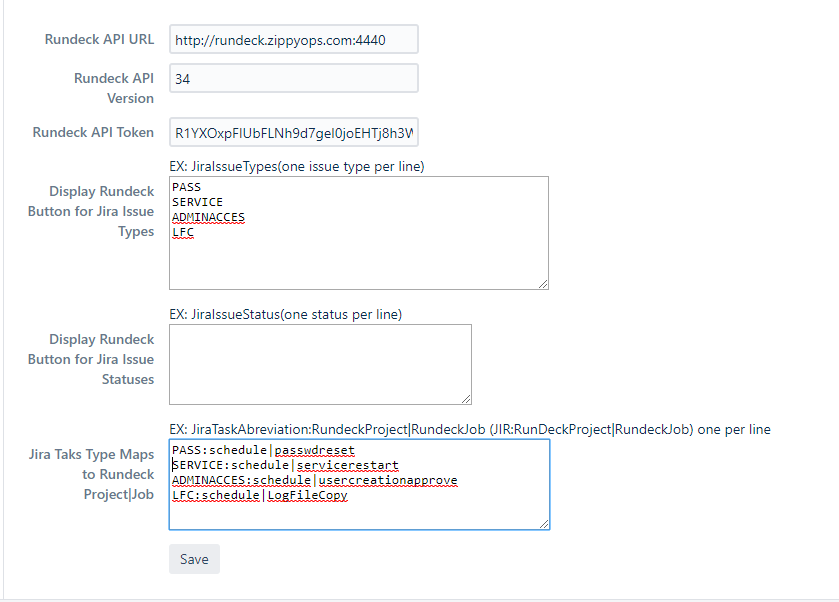 Rundeck API URL
http://rundeck.zippyops.com:4440
Rundeck API
Version
34
Rundeck API Token
R1YXOxpFlUbFLNh9d7gel0joEHTj8h3W
EX: JiraIssueTypes(one issue type per line)
Display Rundeck
Button for Jira Issue
Types
PASS
SERVICE
ADMINACCES
LFC
EX: JiraIssueStatus(one status per line)
Display Rundeck
Button for Jira Issue
Statuses
EX: JiraTaskAbreviation:RundeckProject|RundeckJob (JIR:RunDeckProject|RundeckJob) one per line
Jira Taks Type Maps
to Rundeck
Project|Job
PASS:schedule|passwdreset
SERVICE:schedule|servicerestart
ADMINACCES:schedule|usercreationapprove
LFC:schedule|LogFileCopy
Save